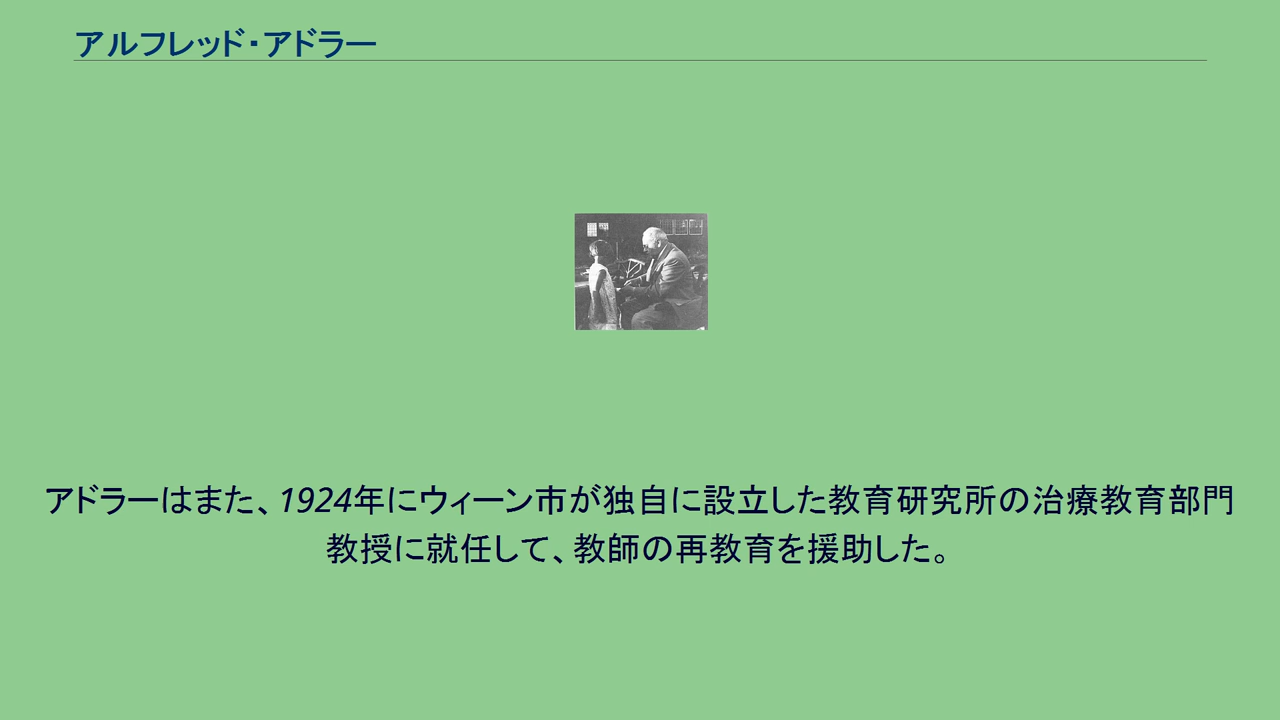 アルフレッド・アドラー
アドラーはまた、1924年にウィーン市が独自に設立した教育研究所の治療教育部門
教授に就任して、教師の再教育を援助した。